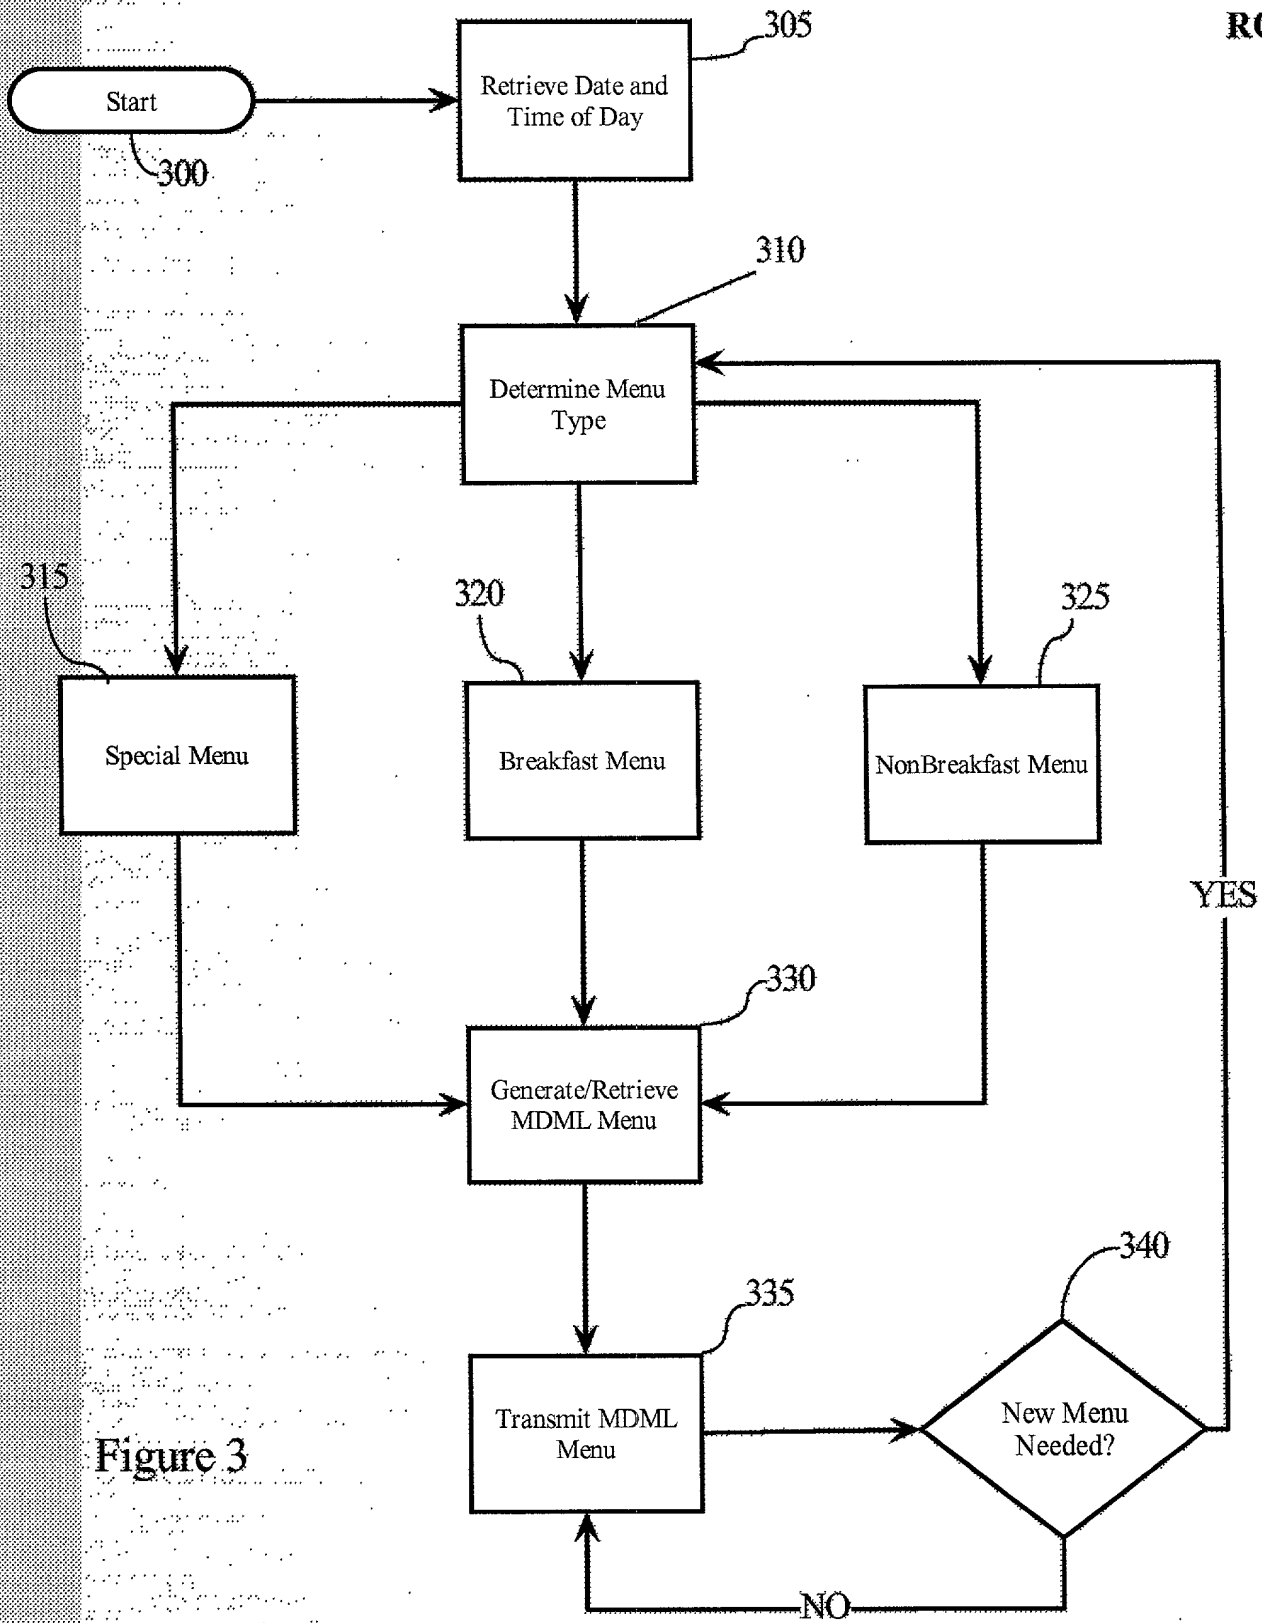 305
Start
Retrieve Date and
Time of Day
300
310
Determine Menu
Type
315
320
325
Special Menu
Breakfast Menu
NonBreakfast Menu
YES
330
Generate/Retrieve
MDML Menu
340
335
Transmit MDML
Menu
New Menu
Needed?
Figure 3
NO